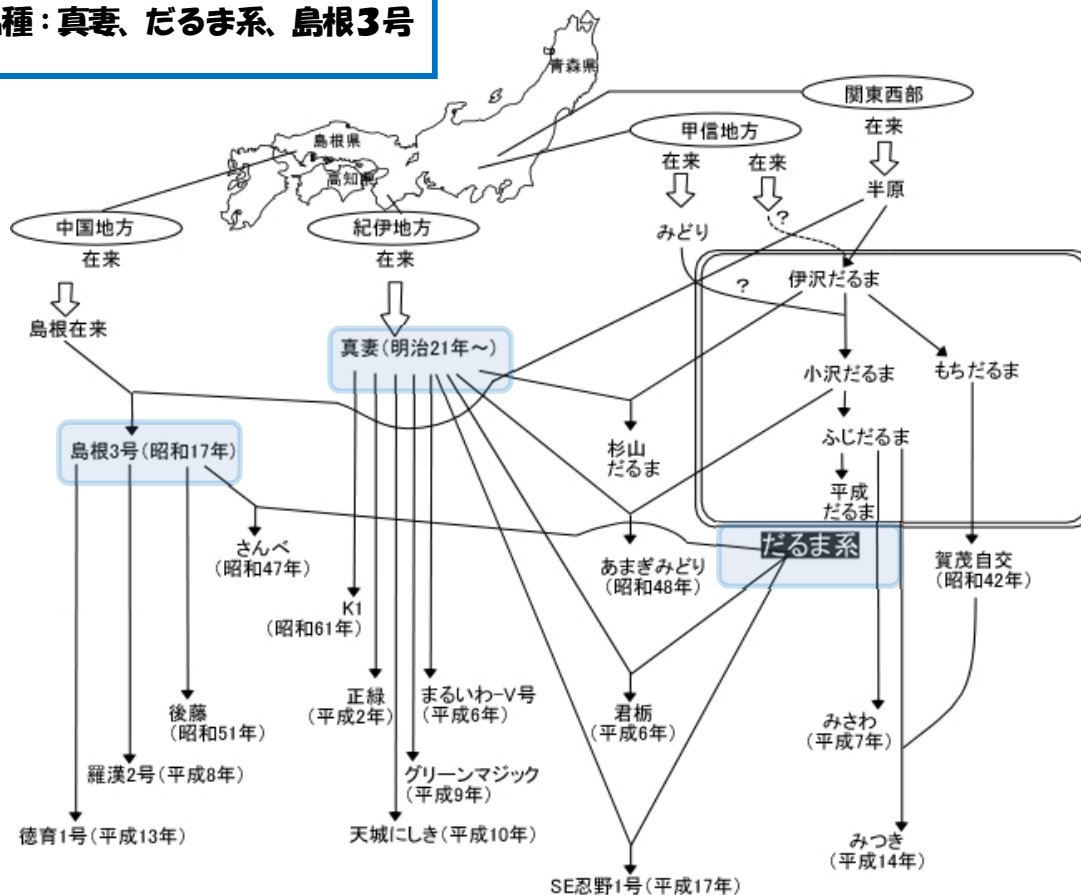 種：真妻、だるま系、島根3号
青森県
島根県
高知県
関東西部
在来
半原
甲信地方
在来
在来
みどり
?
?
中国地方
在来
島根在来
紀伊地方
在来
真妻(明治21年～)
島根3号(昭和17年)
伊沢だるま
小沢だるま
もちだるま
ふじだるま
平成
だるま
杉山
だるま
だるま系
さんべ
(昭和47年)
あまぎみどり
(昭和48年)
賀茂自交
(昭和42年)
K1
(昭和61年)
正緑
(平成2年)
まるいわ-V号
(平成6年)
君栃
(平成6年)
みさわ
(平成7年)
後藤
(昭和51年)
羅漢2号(平成8年)
グリーンマジック
(平成9年)
徳育1号(平成13年)
天城にしき(平成10年)
みつき
(平成14年)
SE忍野1号(平成17年)